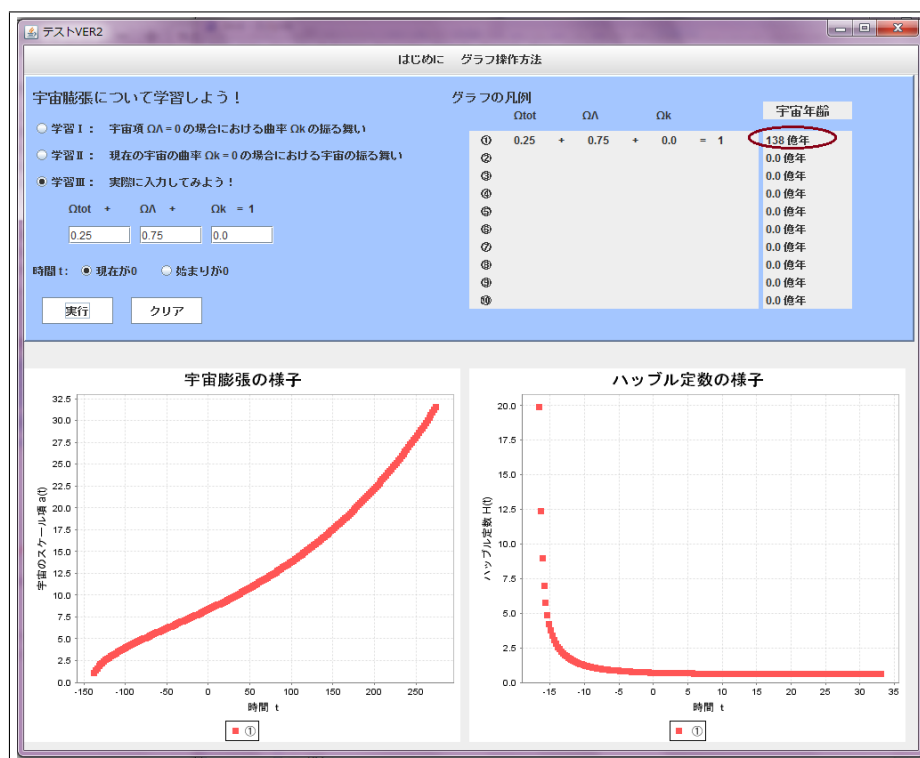 テストVER2
はじめに グラフ操作方法
宇宙膨張について学習しよう！
学習Ⅰ： 宇宙項 ΩΛ = 0 の場合における曲率 Ωk の振る舞い
学習Ⅱ： 現在の宇宙の曲率 Ωk = 0 の場合における宇宙の振る舞い
学習Ⅲ： 実際に入力してみよう！
Ωtot + ΩΛ + Ωk = 1
0.25 0.75 0.0
時間 t： 現在が0 始まりが0
実行 クリア
グラフの凡例
Ωtot ΩΛ Ωk 宇宙年齢
① 0.25 + 0.75 + 0.0 = 1 138 億年
② 0.0 億年
③ 0.0 億年
④ 0.0 億年
⑤ 0.0 億年
⑥ 0.0 億年
⑦ 0.0 億年
⑧ 0.0 億年
⑨ 0.0 億年
⑩ 0.0 億年
宇宙膨張の様子
宇宙のスケール項 a(t)
32.5
30.0
27.5
25.0
22.5
20.0
17.5
15.0
12.5
10.0
7.5
5.0
2.5
0.0
-150 -100 -50 0 50 100 150 200 250
時間 t
①
ハッブル定数の様子
ハッブル定数 H(t)
20.0
17.5
15.0
12.5
10.0
7.5
5.0
2.5
0.0
-15 -10 -5 0 5 10 15 20 25 30 35
時間 t
①